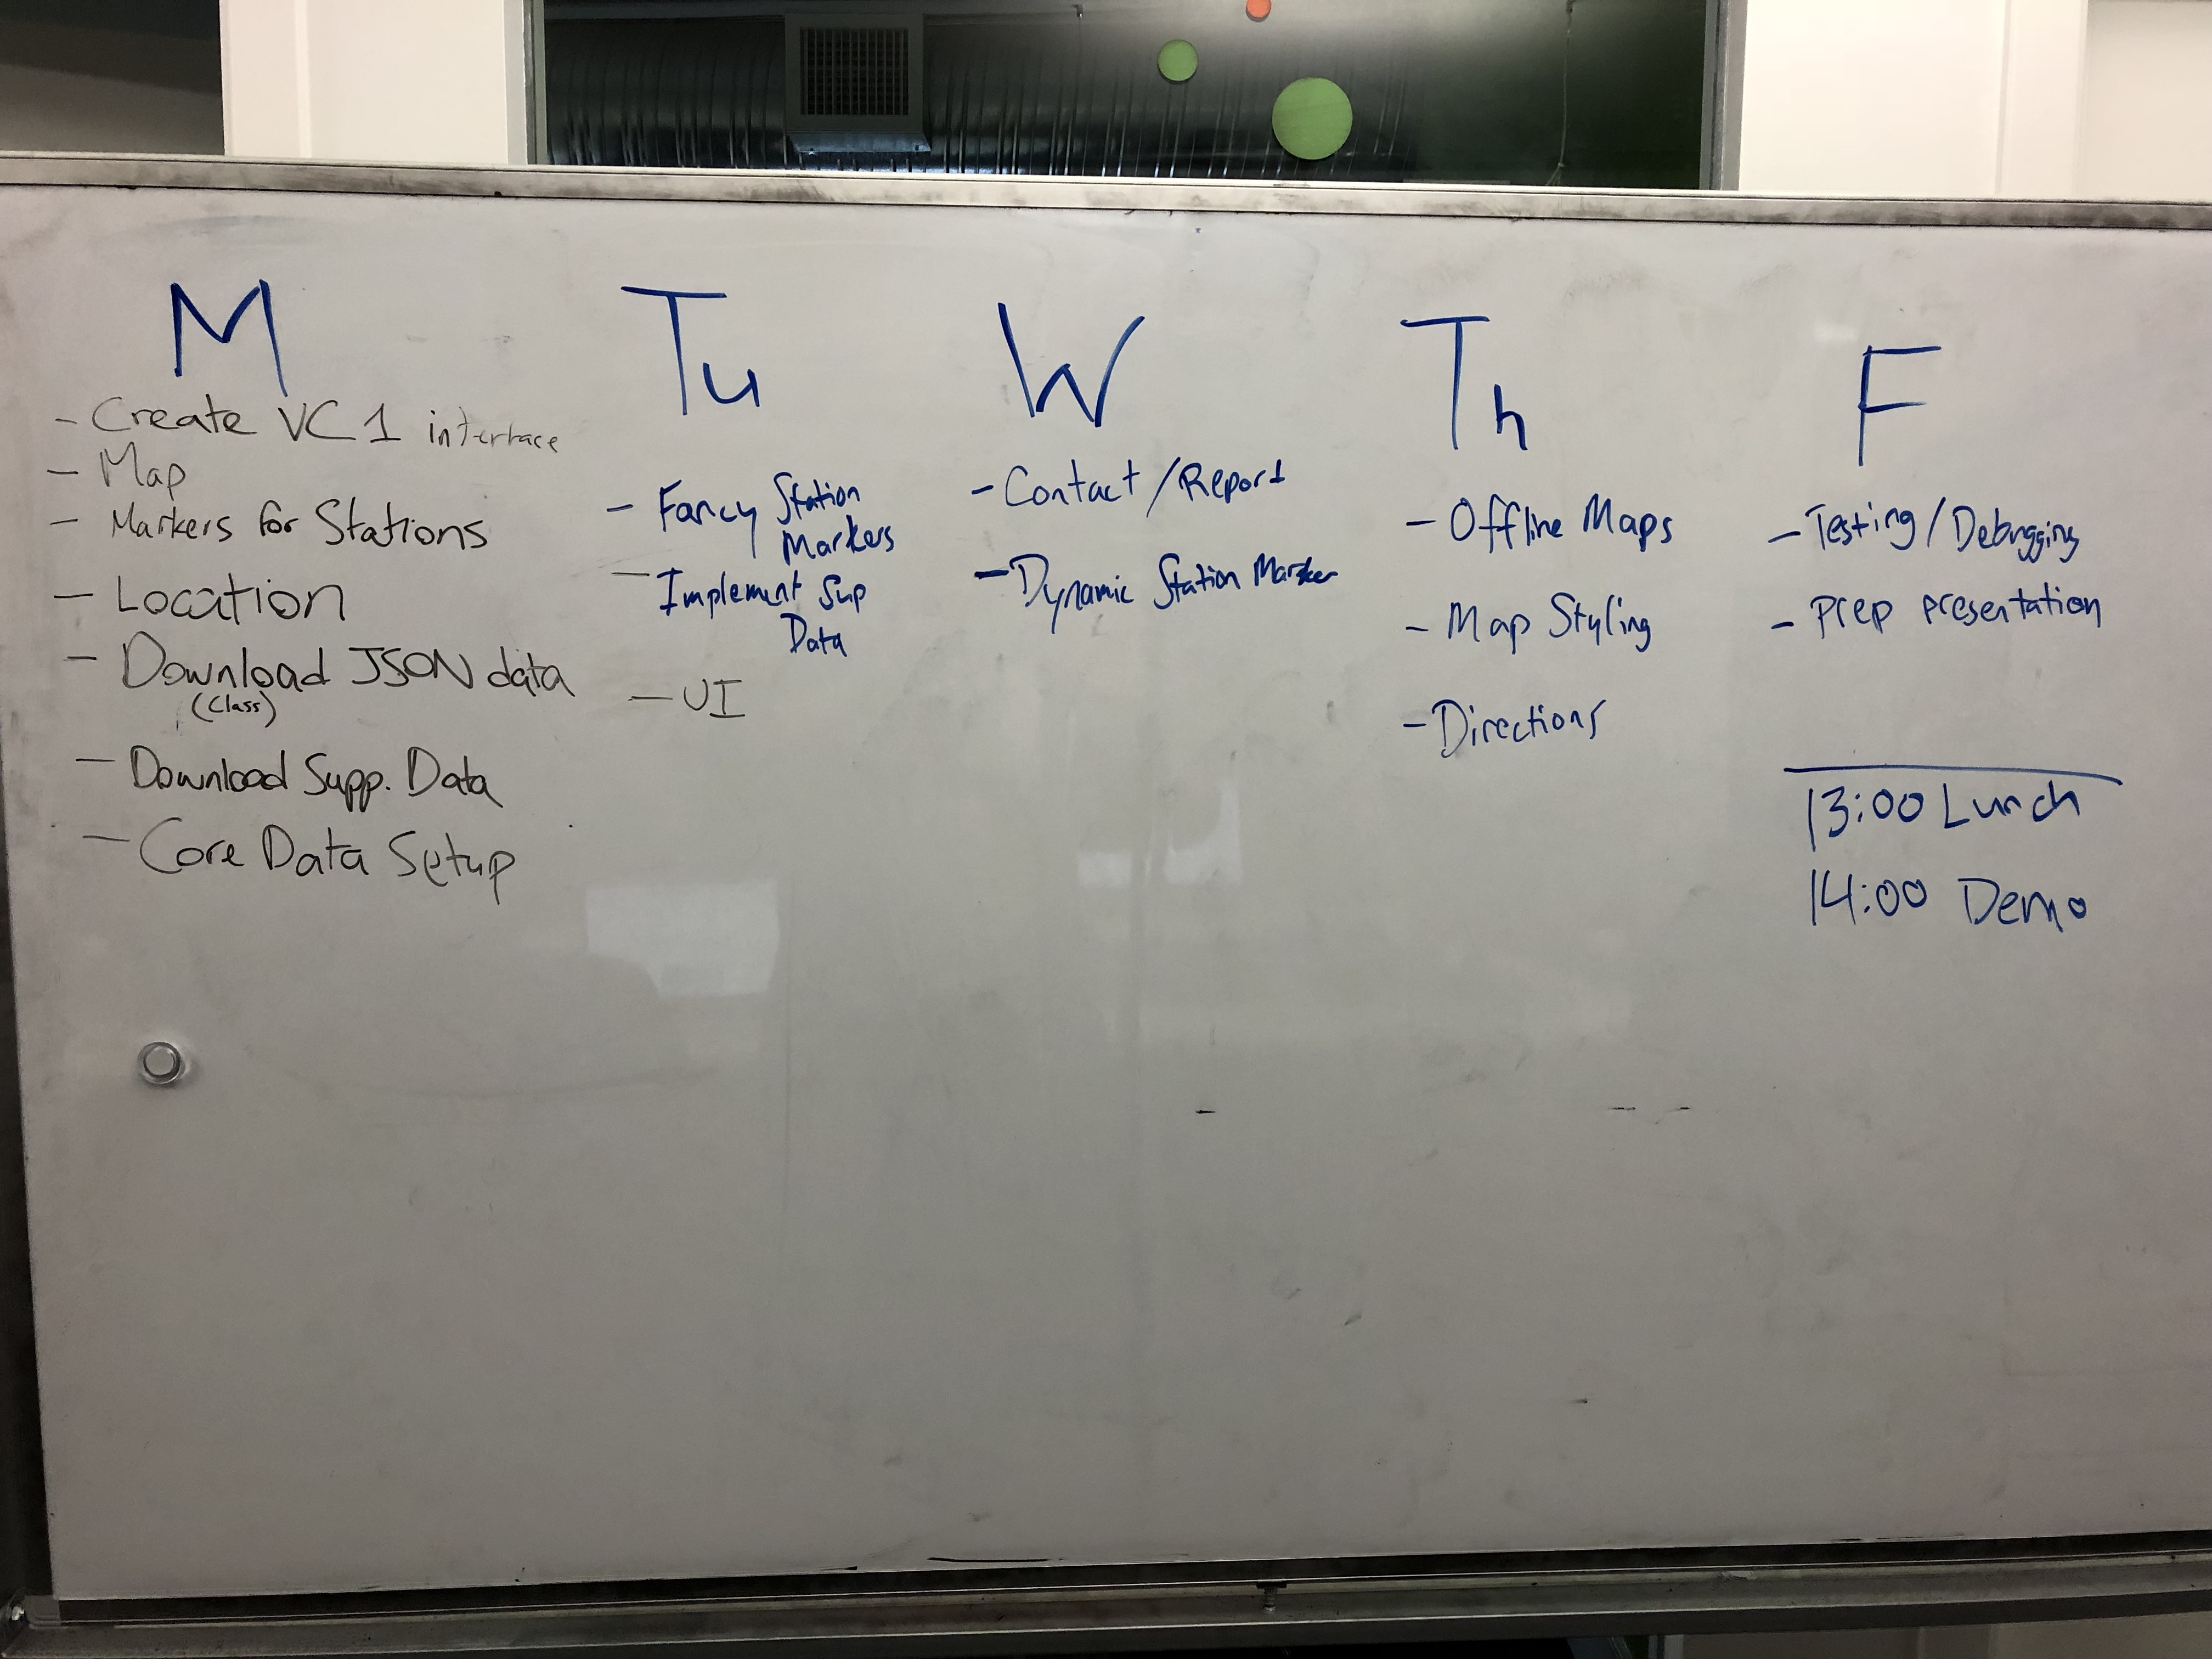 M
- Create VC1 interface
- Map
- Markers for Stations
- Location
- Download JSON data
(Class)
- Download Supp. Data
- Core Data Setup
Tu
- Fancy Station
Markers
- Implement Sup
Data
- UI
W
- Contact/Report
- Dynamic Station Marker
Th
- Offline Maps
- Map Styling
- Directions
F
- Testing/Debugging
- Prep presentation
13:00 Lunch
14:00 Demo